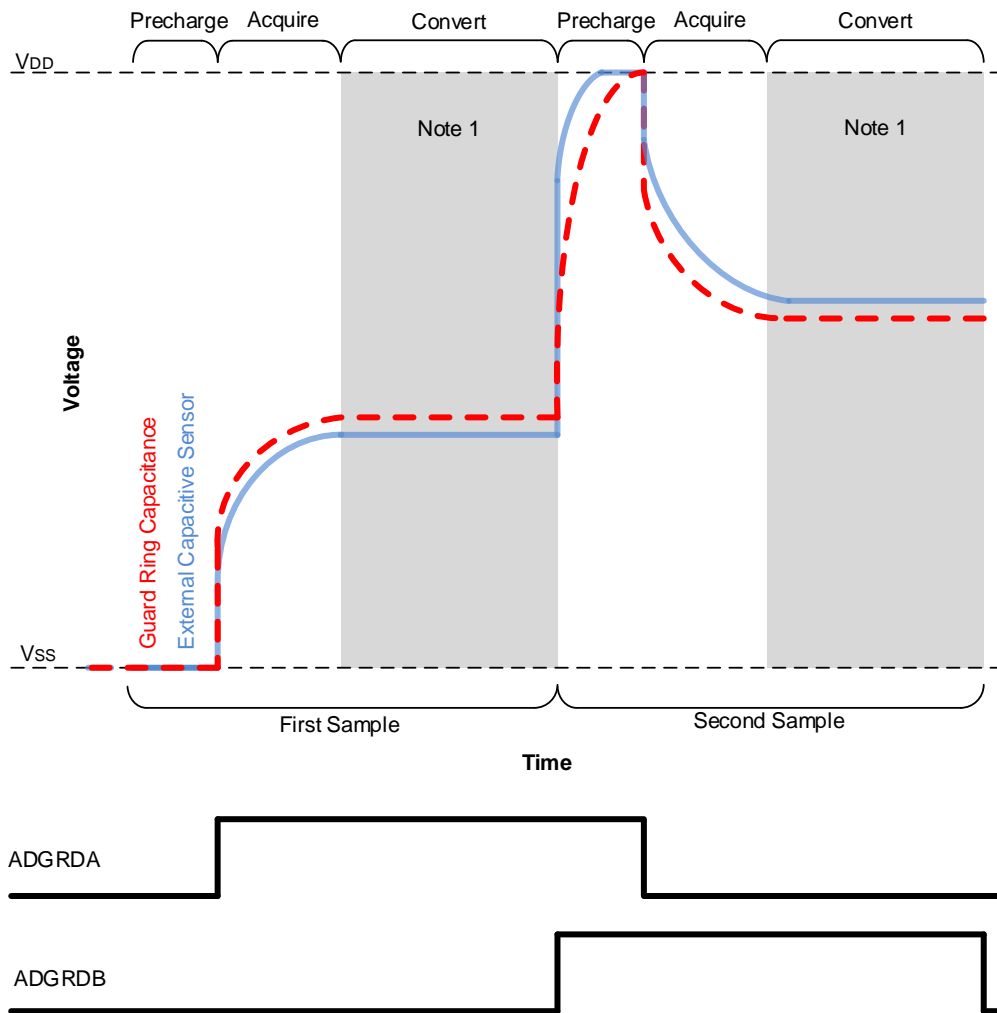 Precharge Acquire Convert Precharge Acquire Convert
VDD
Note 1 Note 1
Voltage
Guard Ring Capacitance
External Capacitive Sensor
VSS
First Sample Second Sample
Time
ADGRDA
ADGRDB